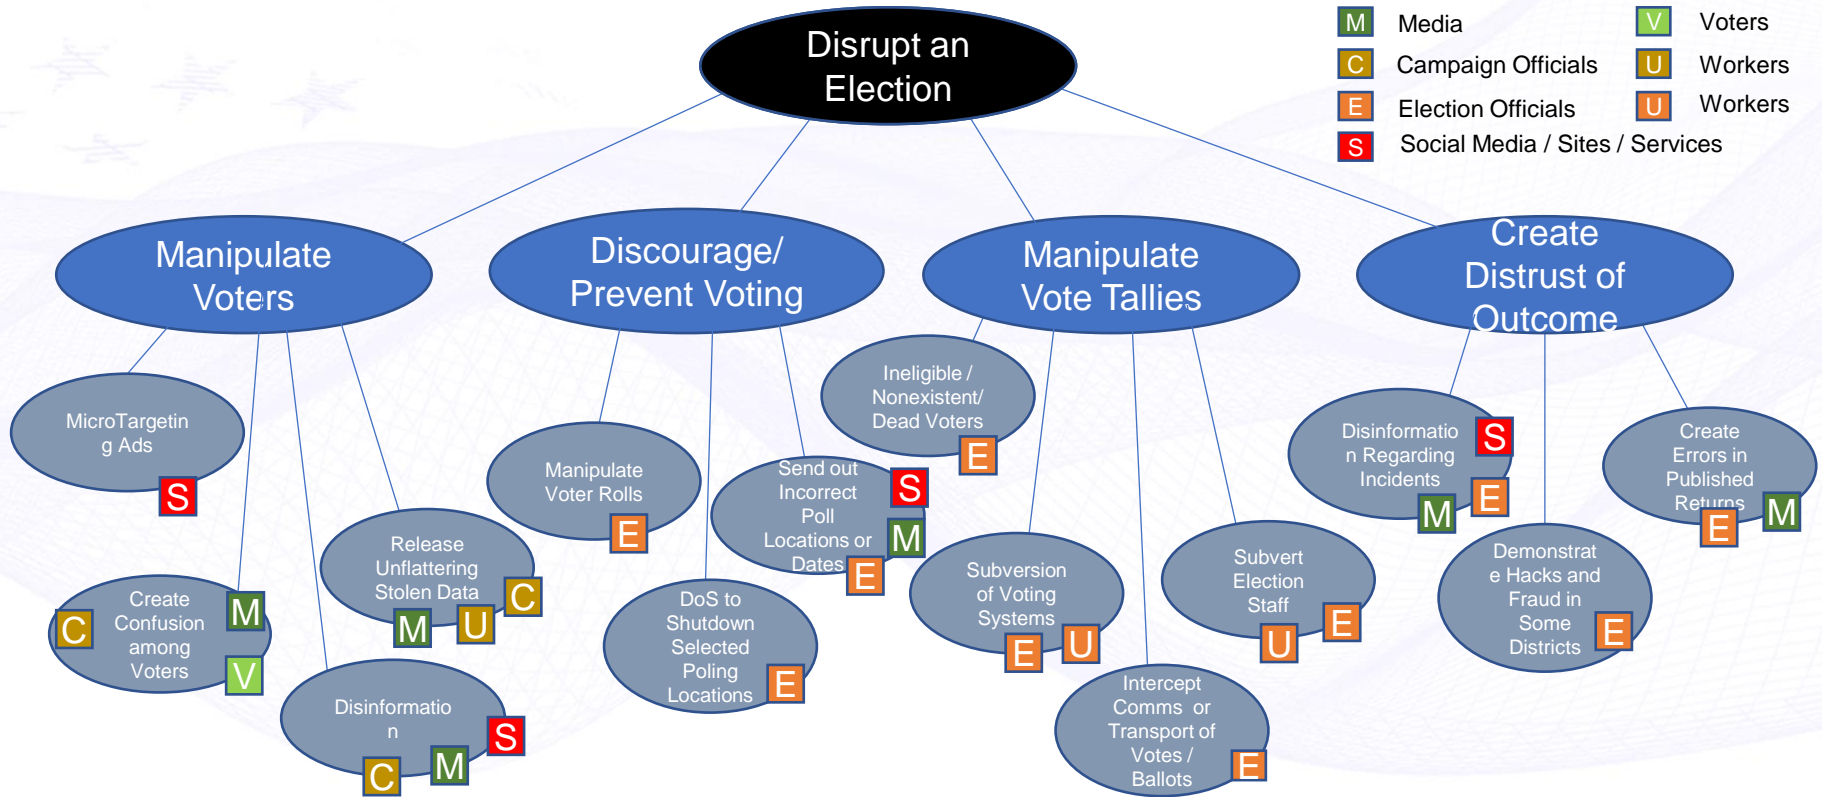 Disrupt an
Election
M Media
V Voters
C Campaign Officials
U Workers
E Election Officials
U Workers
S Social Media / Sites / Services
Manipulate
Voters
Discourage/
Prevent Voting
Manipulate
Vote Tallies
Create
Distrust of
Outcome
MicroTargetin
g Ads
S
Create
Confusion
among
Voters
C
M
V
Release
Unflattering
Stolen Data
M
U
C
Disinformatio
n
C
M
S
Manipulate
Voter Rolls
E
DoS to
Shutdown
Selected
Poling
Locations
E
Send out
Incorrect
Poll
Locations or
Dates
S
M
E
Ineligible /
Nonexistent/
Dead Voters
E
Subversion
of Voting
Systems
E
U
Intercept
Comms or
Transport of
Votes /
Ballots
E
Subvert
Election
Staff
U
E
Disinformatio
n Regarding
Incidents
S
M
E
Demonstrat
e Hacks and
Fraud in
Some
Districts
E
Create
Errors in
Published
Returns
E
M